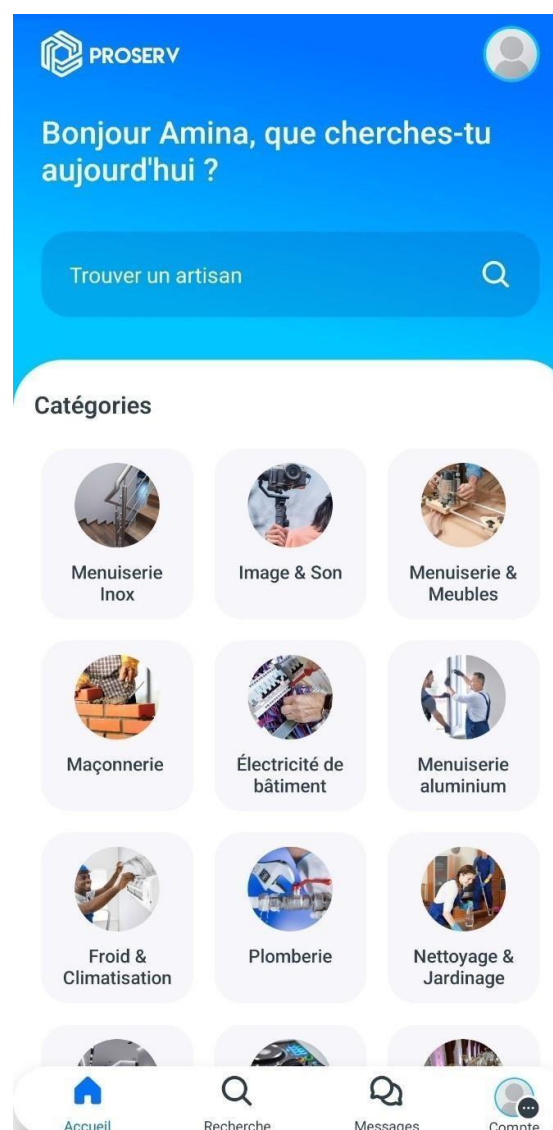 PROSERV
Bonjour Amina, que cherches-tu
aujourd'hui ?
Trouver un artisan
Catégories
Menuiserie
Inox
Image & Son
Menuiserie &
Meubles
Maçonnerie
Électricité de
bâtiment
Menuiserie
aluminium
Froid &
Climatisation
Plomberie
Nettoyage &
Jardinage
Accueil
Recherche
Messages
Compte